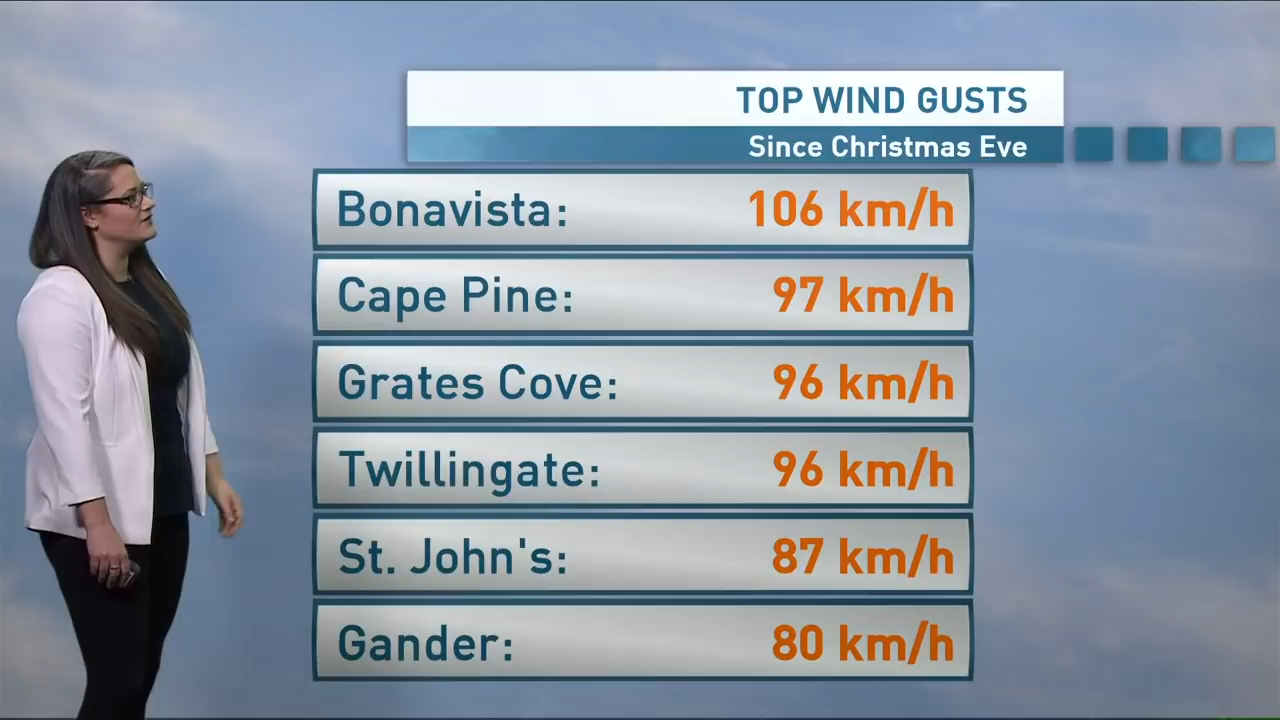 TOP WIND GUSTS
Since Christmas Eve
Bonavista: 106 km/h
Cape Pine: 97 km/h
Grates Cove: 96 km/h
Twillingate: 96 km/h
St. John's: 87 km/h
Gander: 80 km/h